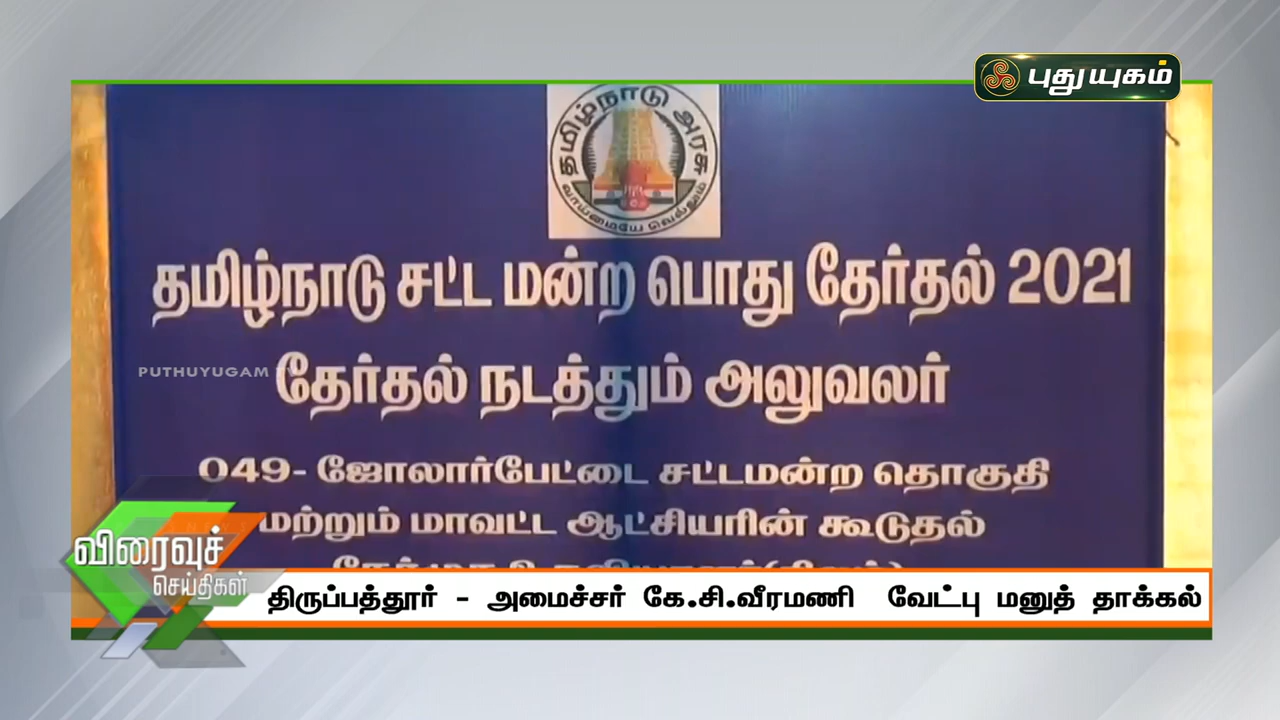 புதுயுகம்
தமிழ்நாடு அரசு
வாய்மையே வெல்லும்
தமிழ்நாடு சட்ட மன்ற பொது தேர்தல் 2021
PUTHUYUGAM TV
தேர்தல் நடத்தும் அலுவலர்
049- ஜோலார்பேட்டை சட்டமன்ற தொகுதி
மற்றும் மாவட்ட ஆட்சியரின் கூடுதல்
விரைவுச்
செய்திகள்
திருப்பத்தூர் - அமைச்சர் கே.சி.வீரமணி வேட்பு மனுத் தாக்கல்